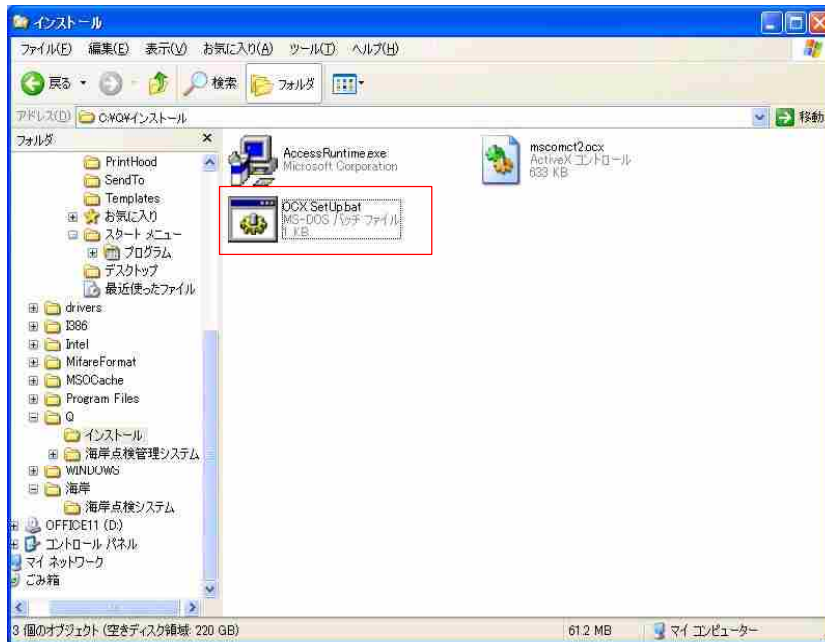 インストール
ファイル(F) 編集(E) 表示(V) お気に入り(A) ツール(T) ヘルプ(H)
戻る 検索 フォルダ
アドレス(D) C:¥Q¥インストール 移動
フォルダ
PrintHood
SendTo
Templates
お気に入り
スタート メニュー
プログラム
デスクトップ
最近使ったファイル
drivers
I386
Intel
MifareFormat
MSOCache
Program Files
Q
インストール
海岸点検管理システム
WINDOWS
海岸
海岸点検システム
OFFICE11 (D:)
コントロール パネル
マイ ネットワーク
ごみ箱
AccessRuntime.exe
Microsoft Corporation
mscomct2.ocx
ActiveX コントロール
633 KB
OCX SetUp.bat
MS-DOS バッチ ファイル
1 KB
3 個のオブジェクト (空きディスク領域: 220 GB) 61.2 MB マイ コンピューター